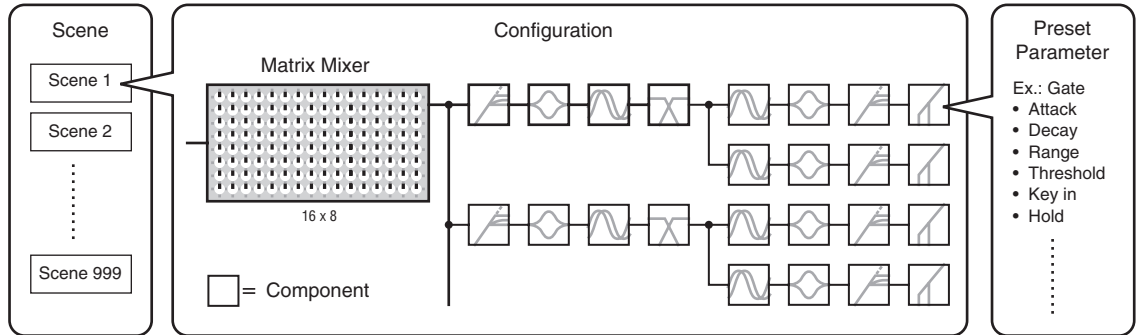 Scene
Scene 1
Scene 2
Scene 999
Configuration
Matrix Mixer
16 x 8
= Component
Preset
Parameter
Ex.: Gate
• Attack
• Decay
• Range
• Threshold
• Key in
• Hold